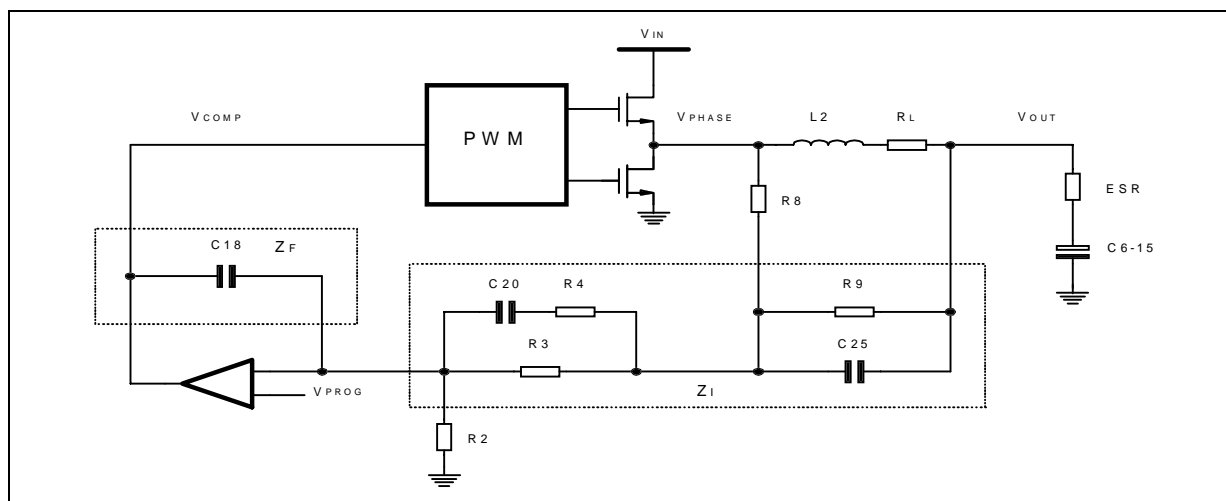 VIN
VCOMP
PWM
VPHASE
L2
RL
VOUT
R8
ESR
C18
ZF
C6-15
C20
R4
R9
R3
C25
VPROG
ZI
R2